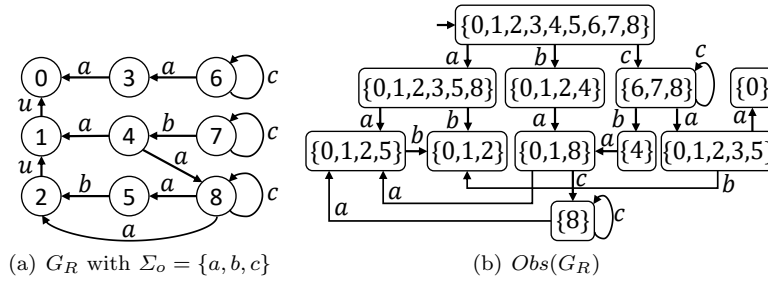 {0,1,2,3,4,5,6,7,8}
a b c c
0 a 3 a 6 c
{0,1,2,3,5,8} {0,1,2,4} {6,7,8} {0}
u
a b a b a a
1 a 4 b 7 c
{0,1,2,5} b {0,1,2} {0,1,8} a {4} {0,1,2,3,5}
u a
c b
2 b 5 a 8 c
a a {8} c
a
(a) G_R with Σ_o = {a, b, c} (b) Obs(G_R)